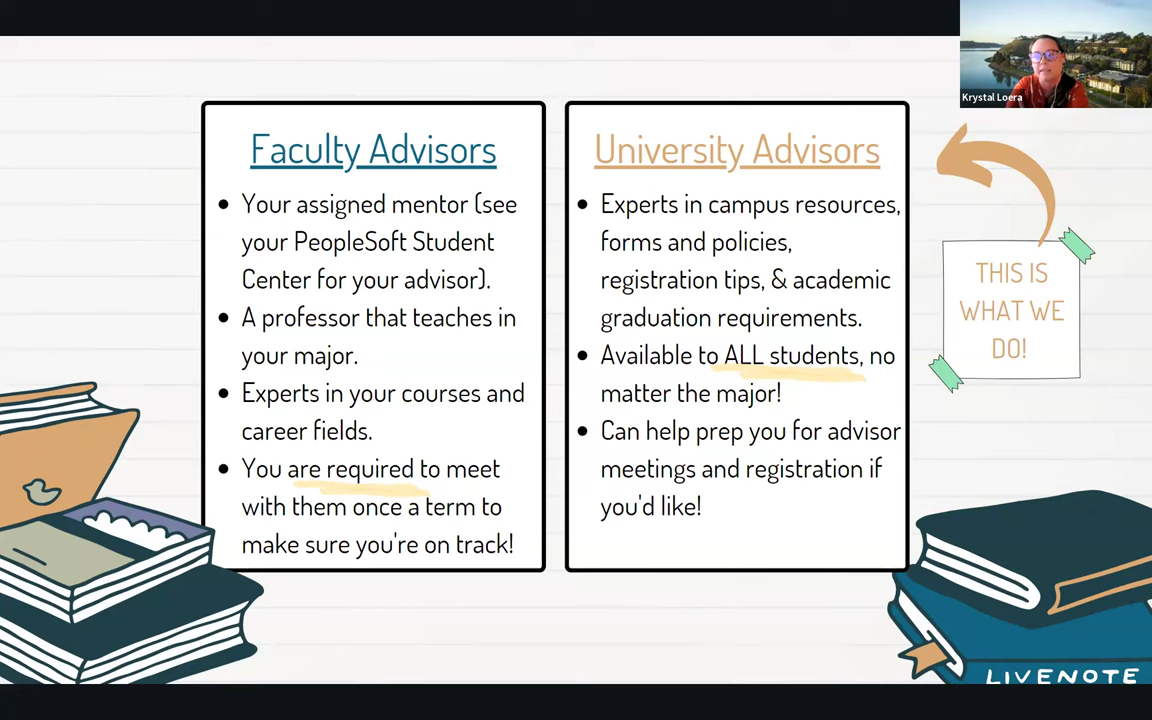 Krystal Loera
Faculty Advisors
• Your assigned mentor (see
your PeopleSoft Student
Center for your advisor).
• A professor that teaches in
your major.
• Experts in your courses and
career fields.
• You are required to meet
with them once a term to
make sure you're on track!
University Advisors
• Experts in campus resources,
forms and policies,
registration tips, & academic
graduation requirements.
• Available to ALL students, no
matter the major!
• Can help prep you for advisor
meetings and registration if
you'd like!
THIS IS
WHAT WE
DO!
LIVENOTE